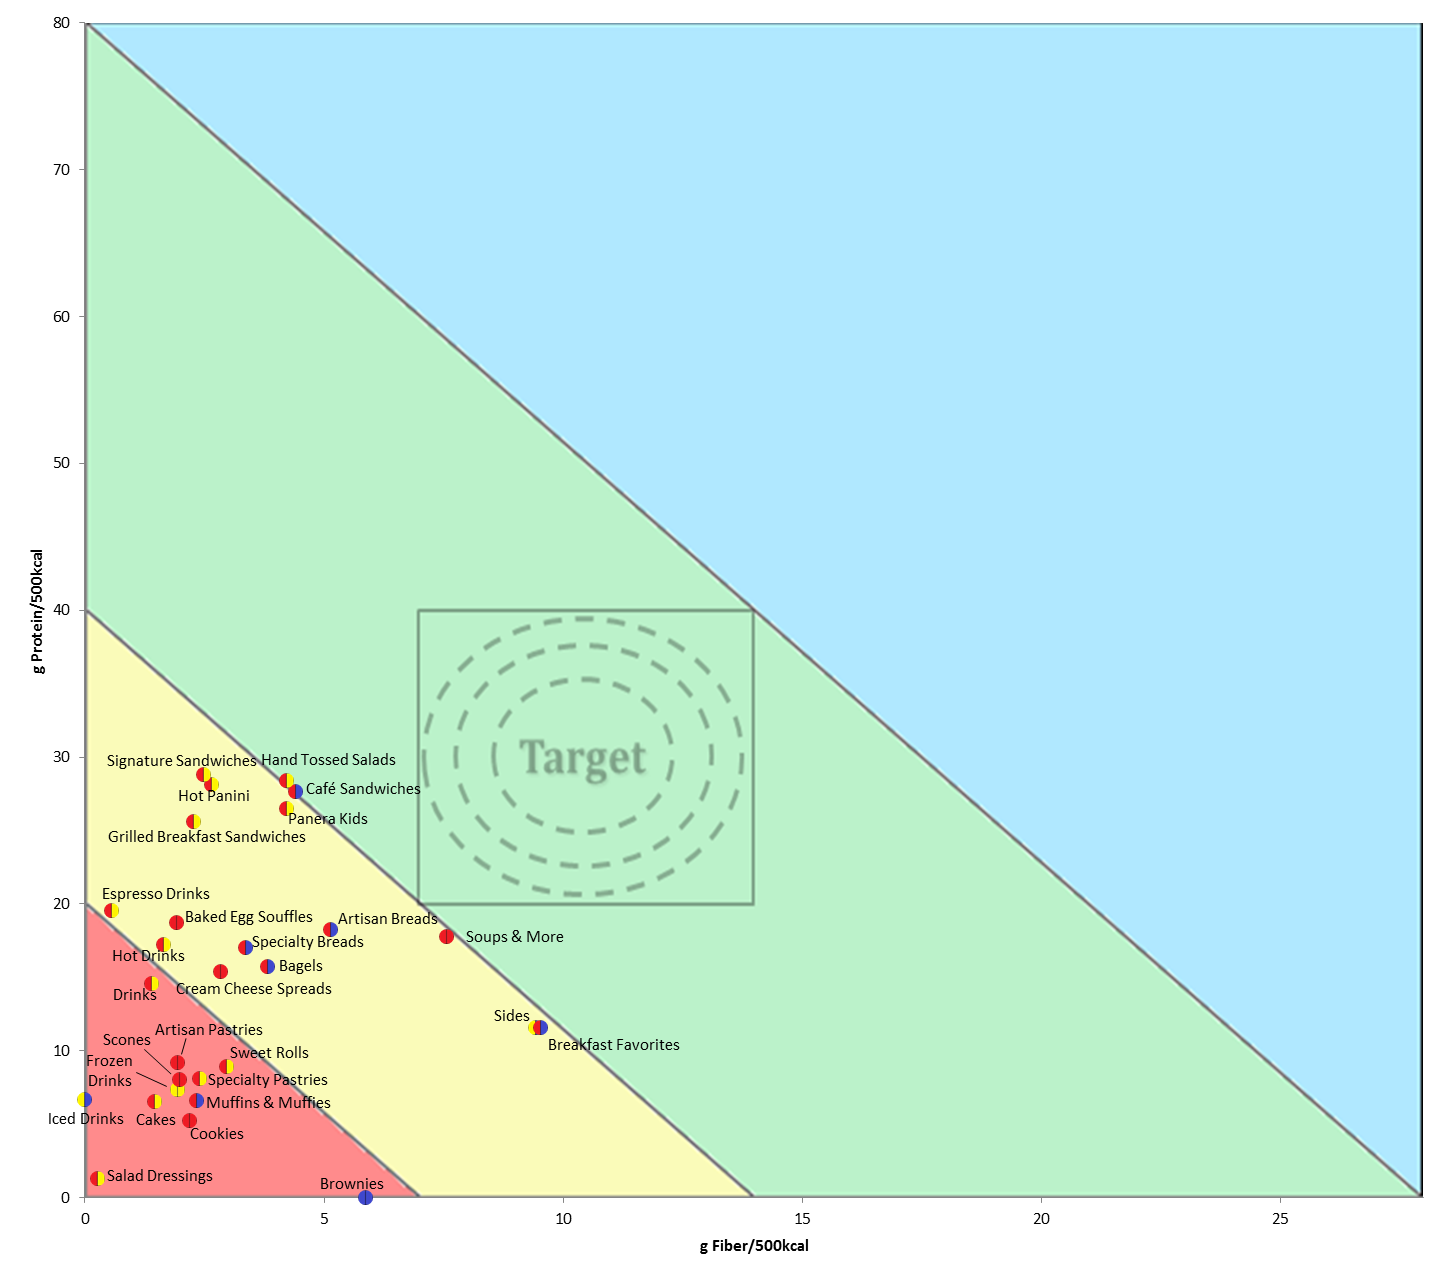 80
70
60
50
40
30
20
10
0
g Protein/500kcal
Target
Signature Sandwiches
Hand Tossed Salads
Hot Panini
Café Sandwiches
Panera Kids
Grilled Breakfast Sandwiches
Espresso Drinks
Baked Egg Souffles
Artisan Breads
Soups & More
Hot Drinks
Specialty Breads
Bagels
Cream Cheese Spreads
Drinks
Sides
Breakfast Favorites
Artisan Pastries
Scones
Sweet Rolls
Frozen
Drinks
Specialty Pastries
Muffins & Muffies
Iced Drinks
Cakes
Cookies
Salad Dressings
Brownies
0
5
10
15
20
25
g Fiber/500kcal